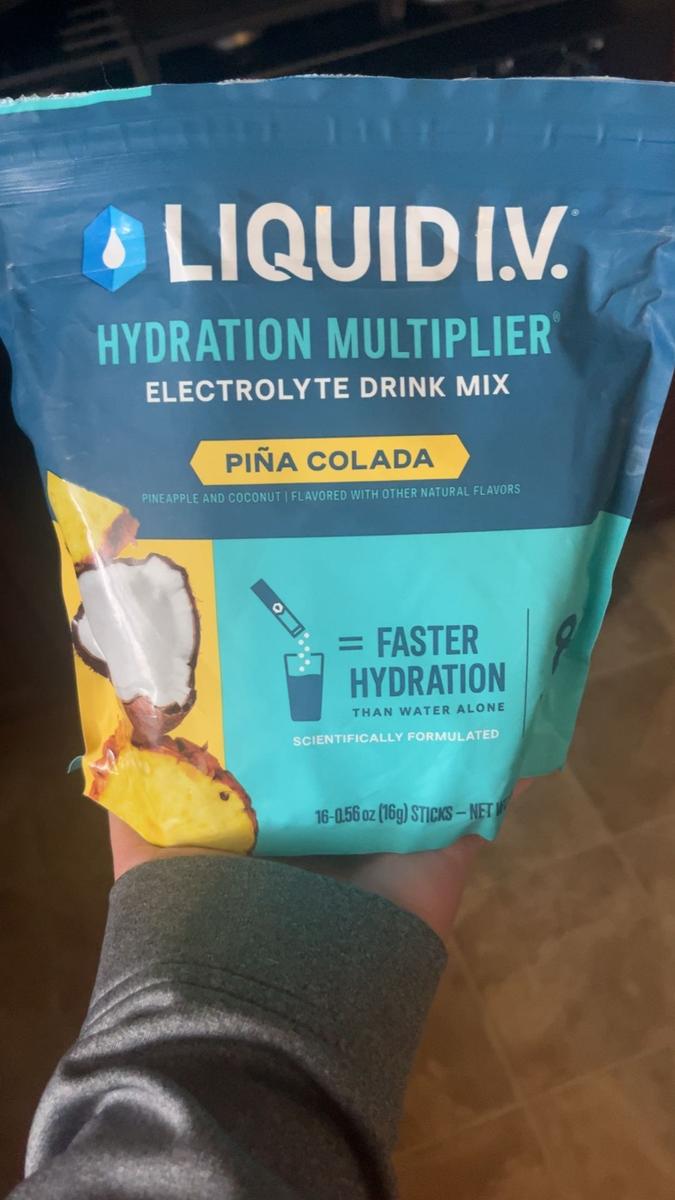 LIQUID I.V.®
HYDRATION MULTIPLIER®
ELECTROLYTE DRINK MIX
PIÑA COLADA
PINEAPPLE AND COCONUT | FLAVORED WITH OTHER NATURAL FLAVORS
= FASTER
HYDRATION
THAN WATER ALONE
SCIENTIFICALLY FORMULATED
16-0.56 oz (16g) STICKS – NET